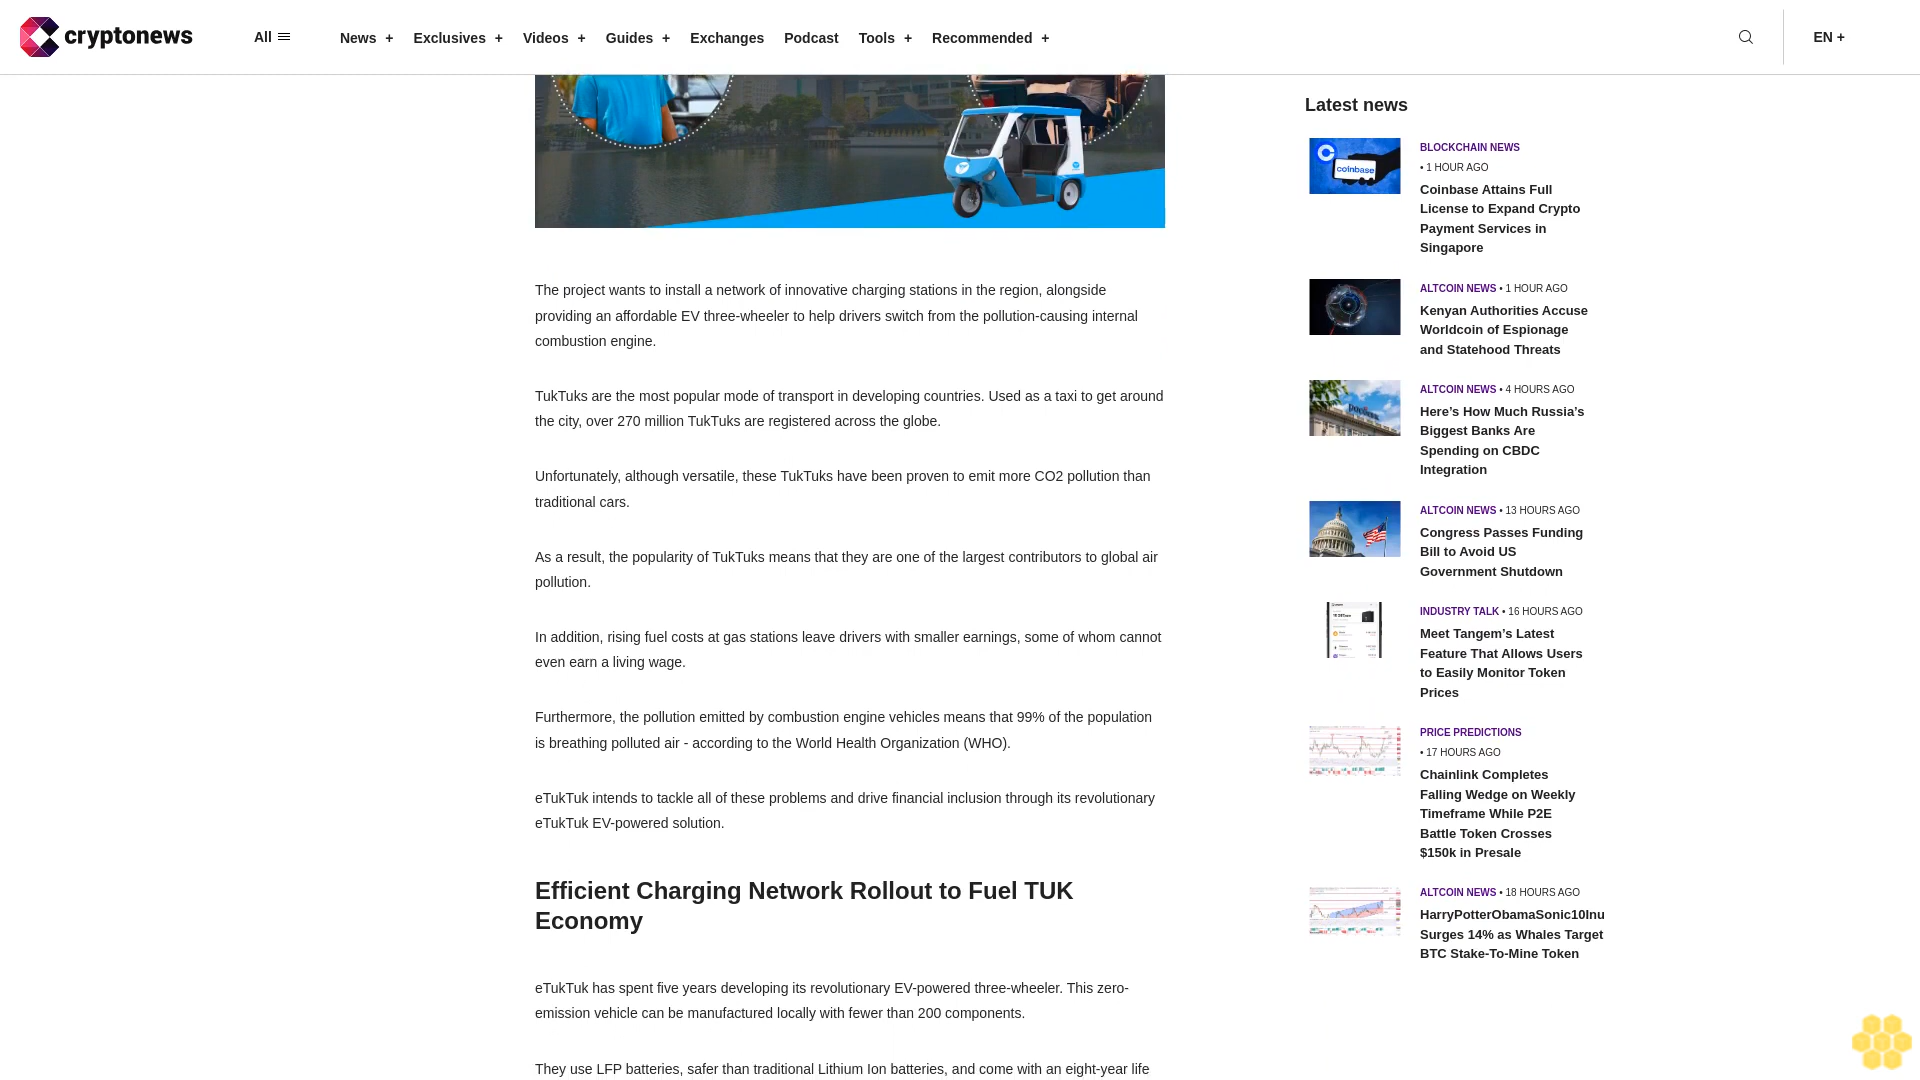 cryptonews
All
News +
Exclusives +
Videos +
Guides +
Exchanges
Podcast
Tools +
Recommended +
EN +
The project wants to install a network of innovative charging stations in the region, alongside
providing an affordable EV three-wheeler to help drivers switch from the pollution-causing internal
combustion engine.
TukTuks are the most popular mode of transport in developing countries. Used as a taxi to get around
the city, over 270 million TukTuks are registered across the globe.
Unfortunately, although versatile, these TukTuks have been proven to emit more CO2 pollution than
traditional cars.
As a result, the popularity of TukTuks means that they are one of the largest contributors to global air
pollution.
In addition, rising fuel costs at gas stations leave drivers with smaller earnings, some of whom cannot
even earn a living wage.
Furthermore, the pollution emitted by combustion engine vehicles means that 99% of the population
is breathing polluted air - according to the World Health Organization (WHO).
eTukTuk intends to tackle all of these problems and drive financial inclusion through its revolutionary
eTukTuk EV-powered solution.
Efficient Charging Network Rollout to Fuel TUK
Economy
eTukTuk has spent five years developing its revolutionary EV-powered three-wheeler. This zero-
emission vehicle can be manufactured locally with fewer than 200 components.
They use LFP batteries, safer than traditional Lithium Ion batteries, and come with an eight-year life
Latest news
coinbase
BLOCKCHAIN NEWS
• 1 HOUR AGO
Coinbase Attains Full
License to Expand Crypto
Payment Services in
Singapore
ALTCOIN NEWS • 1 HOUR AGO
Kenyan Authorities Accuse
Worldcoin of Espionage
and Statehood Threats
ALTCOIN NEWS • 4 HOURS AGO
Here’s How Much Russia’s
Biggest Banks Are
Spending on CBDC
Integration
ALTCOIN NEWS • 13 HOURS AGO
Congress Passes Funding
Bill to Avoid US
Government Shutdown
INDUSTRY TALK • 16 HOURS AGO
Meet Tangem’s Latest
Feature That Allows Users
to Easily Monitor Token
Prices
PRICE PREDICTIONS
• 17 HOURS AGO
Chainlink Completes
Falling Wedge on Weekly
Timeframe While P2E
Battle Token Crosses
$150k in Presale
ALTCOIN NEWS • 18 HOURS AGO
HarryPotterObamaSonic10Inu
Surges 14% as Whales Target
BTC Stake-To-Mine Token